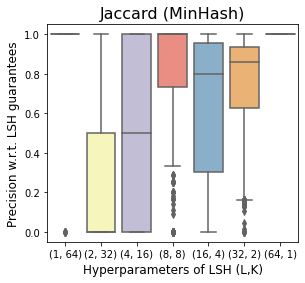 Jaccard (MinHash)
Precision w.r.t. LSH guarantees
1.0
0.8
0.6
0.4
0.2
0.0
(1, 64) (2, 32) (4, 16) (8, 8) (16, 4) (32, 2) (64, 1)
Hyperparameters of LSH (L,K)